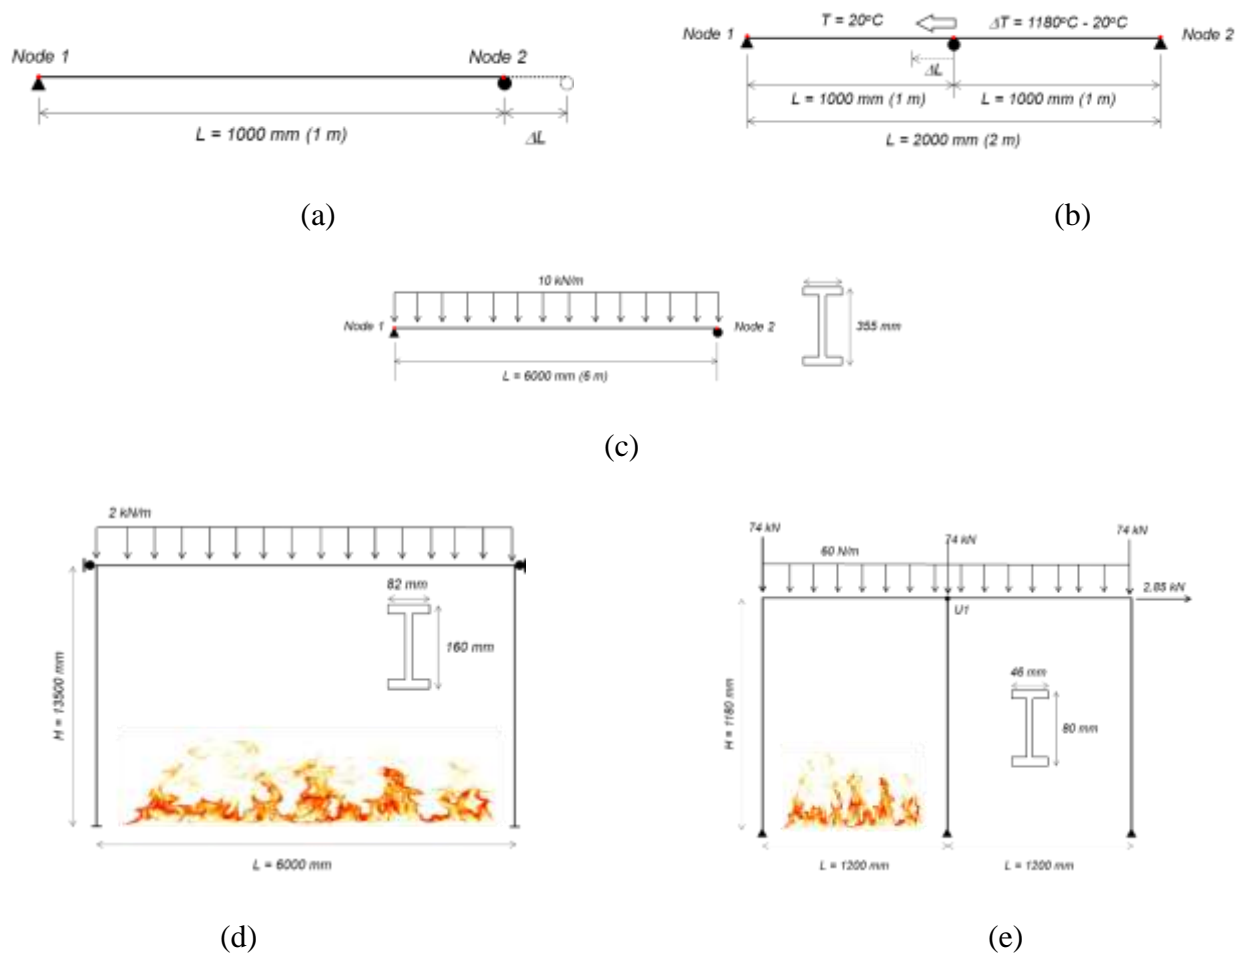 Node 1
Node 2
L = 1000 mm (1 m)
ΔL
(a)
T = 20°C
ΔT = 1180°C - 20°C
Node 1
Node 2
ΔL
L = 1000 mm (1 m)
L = 1000 mm (1 m)
L = 2000 mm (2 m)
(b)
10 kN/m
Node 1
Node 2
355 mm
L = 6000 mm (6 m)
(c)
2 kN/m
82 mm
160 mm
H = 13500 mm
L = 6000 mm
(d)
74 kN
74 kN
74 kN
60 N/m
2.85 kN
U1
46 mm
80 mm
H = 1180 mm
L = 1200 mm
L = 1200 mm
(e)